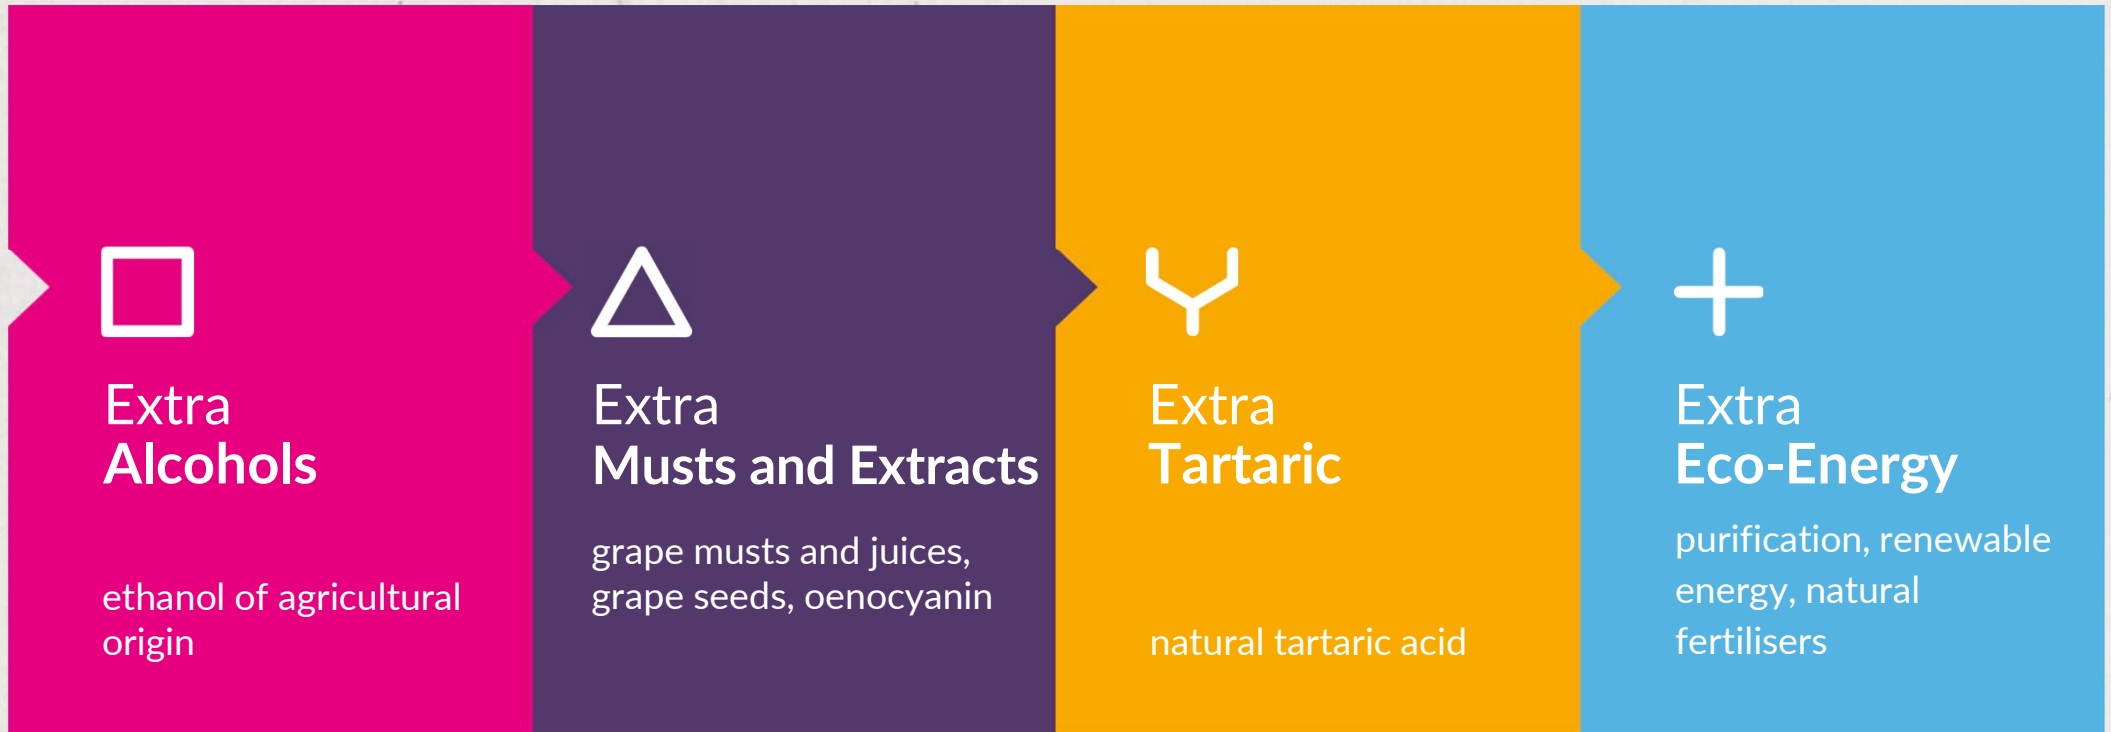 Extra
Alcohols
ethanol of agricultural
origin
Extra
Musts and Extracts
grape musts and juices,
grape seeds, oenocyanin
Extra
Tartaric
natural tartaric acid
Extra
Eco-Energy
purification, renewable
energy, natural
fertilisers